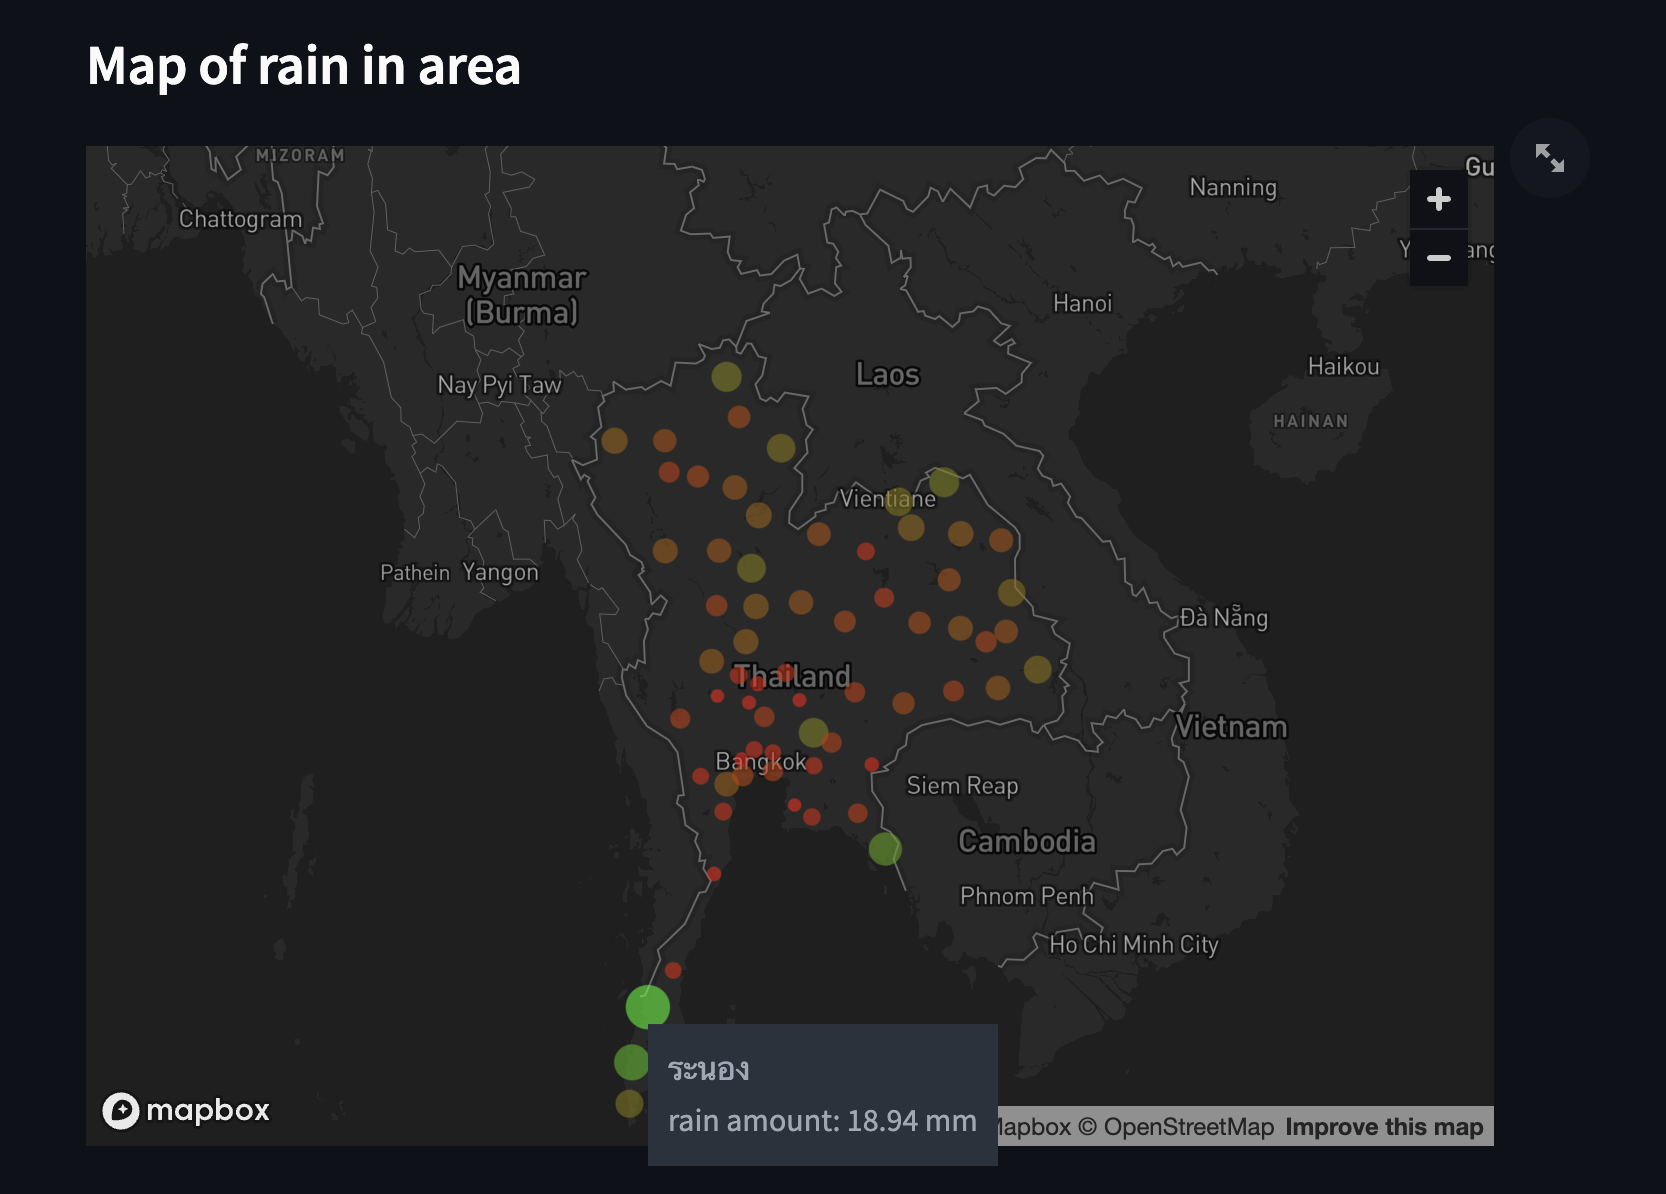 Map of rain in area
MIZORAM
Gu
Nanning
Chattogram
Myanmar
(Burma)
Hanoi
Haikou
Laos
Nay Pyi Taw
HAINAN
Vientiane
Pathein
Yangon
Đà Nẵng
Thailand
Vietnam
Bangkok
Siem Reap
Cambodia
Phnom Penh
Ho Chi Minh City
ระนอง
rain amount: 18.94 mm
mapbox
Mapbox © OpenStreetMap Improve this map